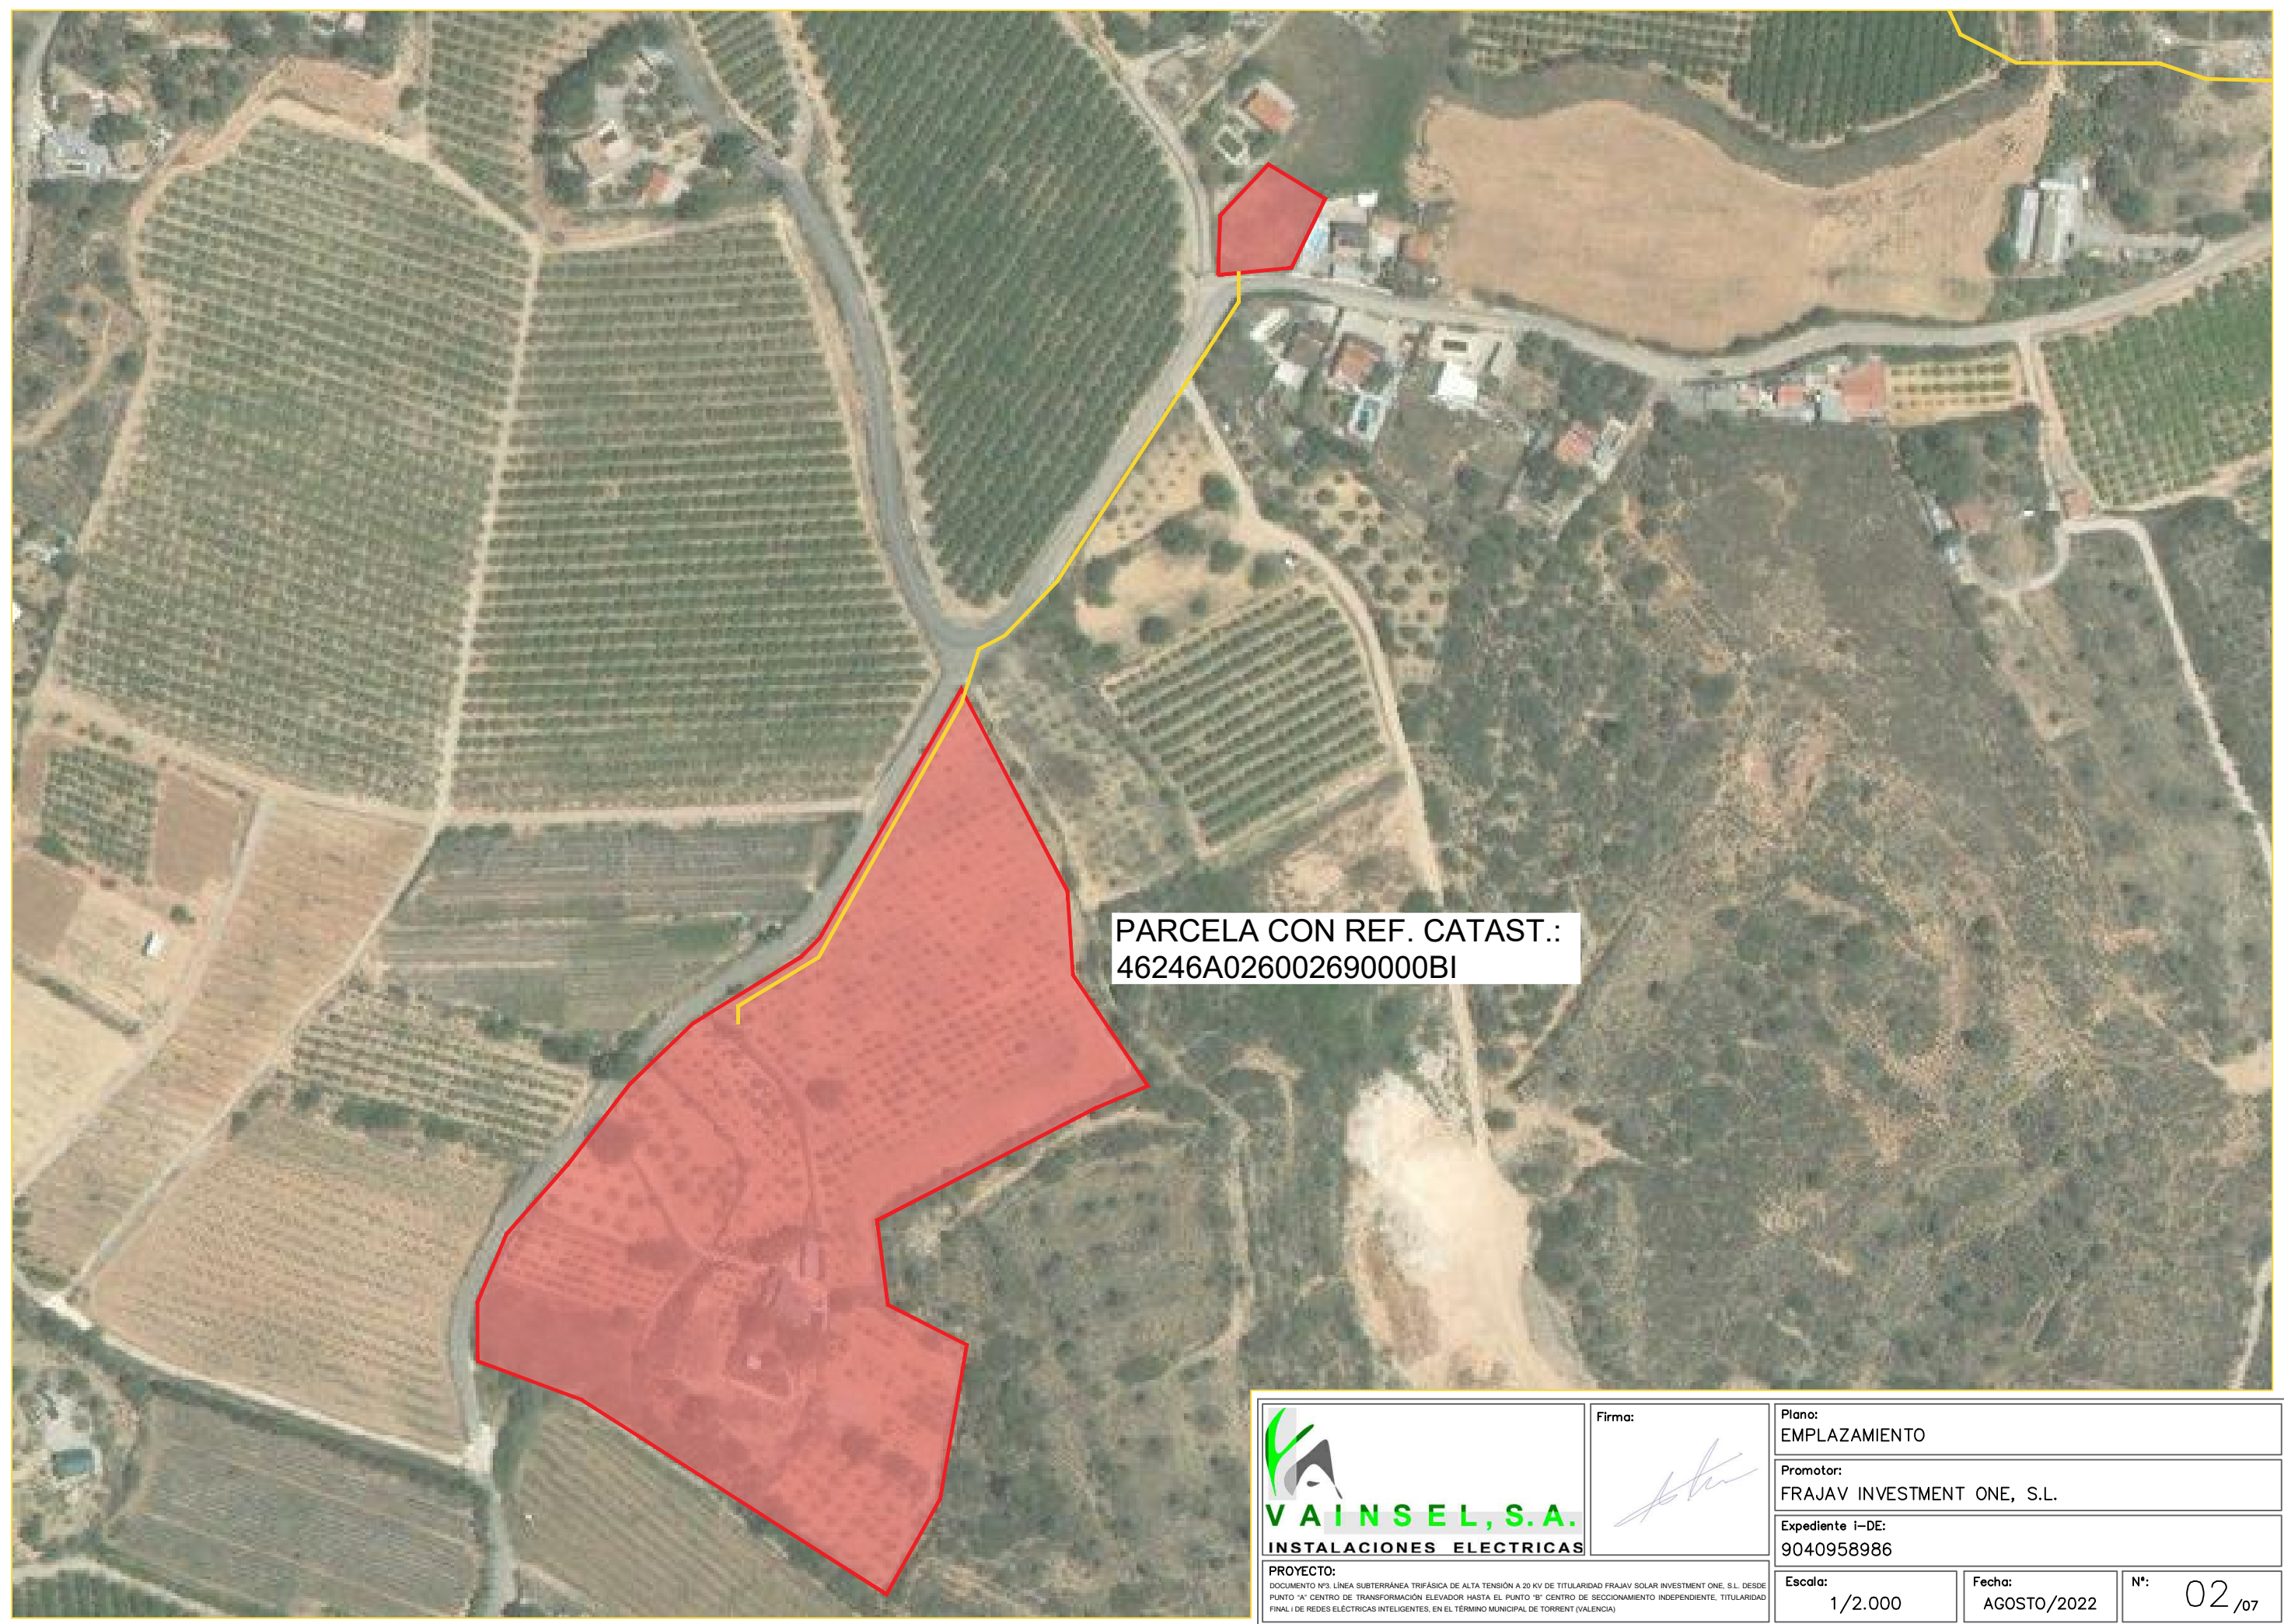 PARCELA CON REF. CATAST.:
46246A026002690000BI
VAINSEL, S.A.
INSTALACIONES ELECTRICAS
Firma:
Plano:
EMPLAZAMIENTO
Promotor:
FRAJAV INVESTMENT ONE, S.L.
Expediente i-DE:
9040958986
PROYECTO:
DOCUMENTO Nº3. LÍNEA SUBTERRÁNEA TRIFÁSICA DE ALTA TENSIÓN A 20 KV DE TITULARIDAD FRAJAV SOLAR INVESTMENT ONE, S.L. DESDE
PUNTO "A" CENTRO DE TRANSFORMACIÓN ELEVADOR HASTA EL PUNTO "B" CENTRO DE SECCIONAMIENTO INDEPENDIENTE, TITULARIDAD
FINAL i DE REDES ELÉCTRICAS INTELIGENTES, EN EL TÉRMINO MUNICIPAL DE TORRENT (VALENCIA)
Escala:
1/2.000
Fecha:
AGOSTO/2022
Nº:
02/07